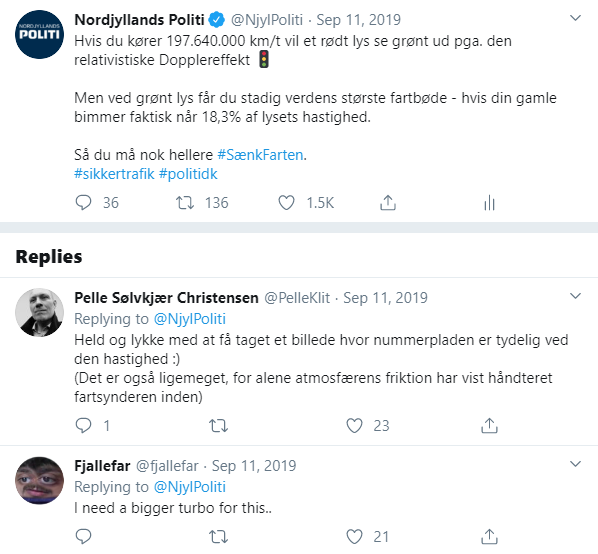 NORDJYLLANDS
POLITI
Nordjyllands Politi @NjylPoliti · Sep 11, 2019
Hvis du kører 197.640.000 km/t vil et rødt lys se grønt ud pga. den
relativistiske Dopplereffekt 🚦
Men ved grønt lys får du stadig verdens største fartbøde - hvis din gamle
bimmer faktisk når 18,3% af lysets hastighed.
Så du må nok hellere #SænkFarten.
#sikkertrafik #politidk
36 136 1.5K
Replies
Pelle Sølvkjær Christensen @PelleKlit · Sep 11, 2019
Replying to @NjylPoliti
Held og lykke med at få taget et billede hvor nummerpladen er tydelig ved
den hastighed :)
(Det er også ligemeget, for alene atmosfærens friktion har vist håndteret
fartsynderen inden)
1 23
Fjallefar @fjallefar · Sep 11, 2019
Replying to @NjylPoliti
I need a bigger turbo for this..
21